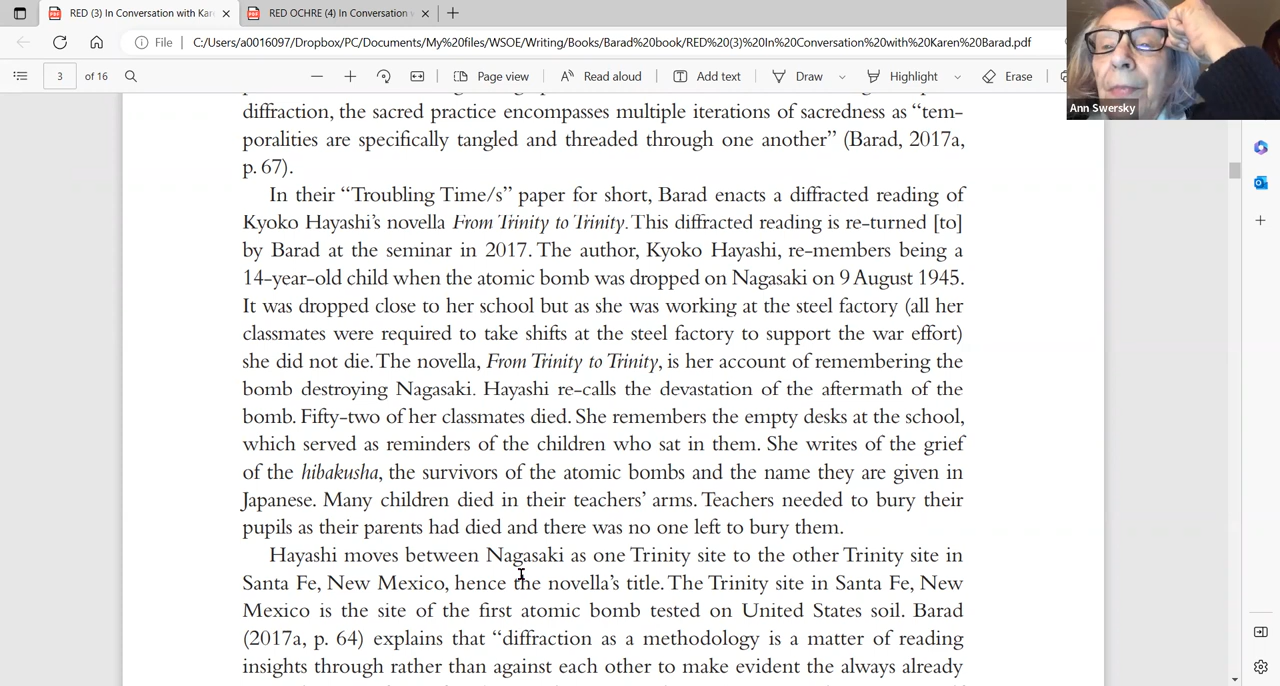 RED (3) In Conversation with Kar
RED OCHRE (4) In Conversation
File
C:/Users/a0016097/Dropbox/PC/Documents/My%20files/WSOE/Writing/Books/Barad%20book/RED%20(3)%20In%20Conversation%20with%20Karen%20Barad.pdf
3 of 16
Page view
Read aloud
Add text
Draw
Highlight
Erase
Ann Swersky
diffraction, the sacred practice encompasses multiple iterations of sacredness as “tem-
poralities are specifically tangled and threaded through one another” (Barad, 2017a,
p. 67).
In their “Troubling Time/s” paper for short, Barad enacts a diffracted reading of
Kyoko Hayashi’s novella From Trinity to Trinity. This diffracted reading is re-turned [to]
by Barad at the seminar in 2017. The author, Kyoko Hayashi, re-members being a
14-year-old child when the atomic bomb was dropped on Nagasaki on 9 August 1945.
It was dropped close to her school but as she was working at the steel factory (all her
classmates were required to take shifts at the steel factory to support the war effort)
she did not die. The novella, From Trinity to Trinity, is her account of remembering the
bomb destroying Nagasaki. Hayashi re-calls the devastation of the aftermath of the
bomb. Fifty-two of her classmates died. She remembers the empty desks at the school,
which served as reminders of the children who sat in them. She writes of the grief
of the hibakusha, the survivors of the atomic bombs and the name they are given in
Japanese. Many children died in their teachers’ arms. Teachers needed to bury their
pupils as their parents had died and there was no one left to bury them.
Hayashi moves between Nagasaki as one Trinity site to the other Trinity site in
Santa Fe, New Mexico, hence the novella’s title. The Trinity site in Santa Fe, New
Mexico is the site of the first atomic bomb tested on United States soil. Barad
(2017a, p. 64) explains that “diffraction as a methodology is a matter of reading
insights through rather than against each other to make evident the always already